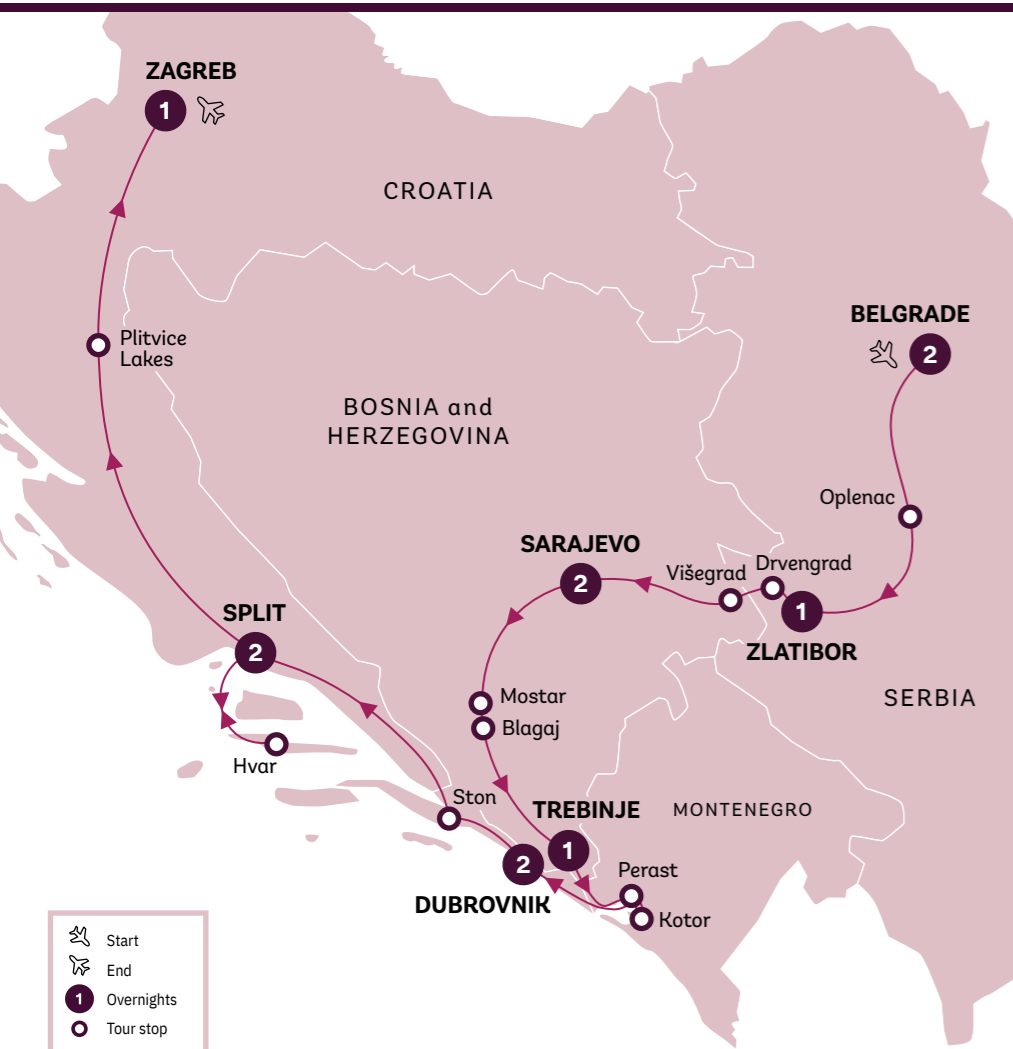 ZAGREB
1
CROATIA
BELGRADE
2
Plitvice
Lakes
BOSNIA and
HERZEGOVINA
Oplenac
SARAJEVO
2
Višegrad
Drvengrad
1
ZLATIBOR
SPLIT
2
SERBIA
Mostar
Blagaj
Hvar
Ston
TREBINJE
1
MONTENEGRO
2
DUBROVNIK
Perast
Kotor
Start
End
1 Overnights
Tour stop